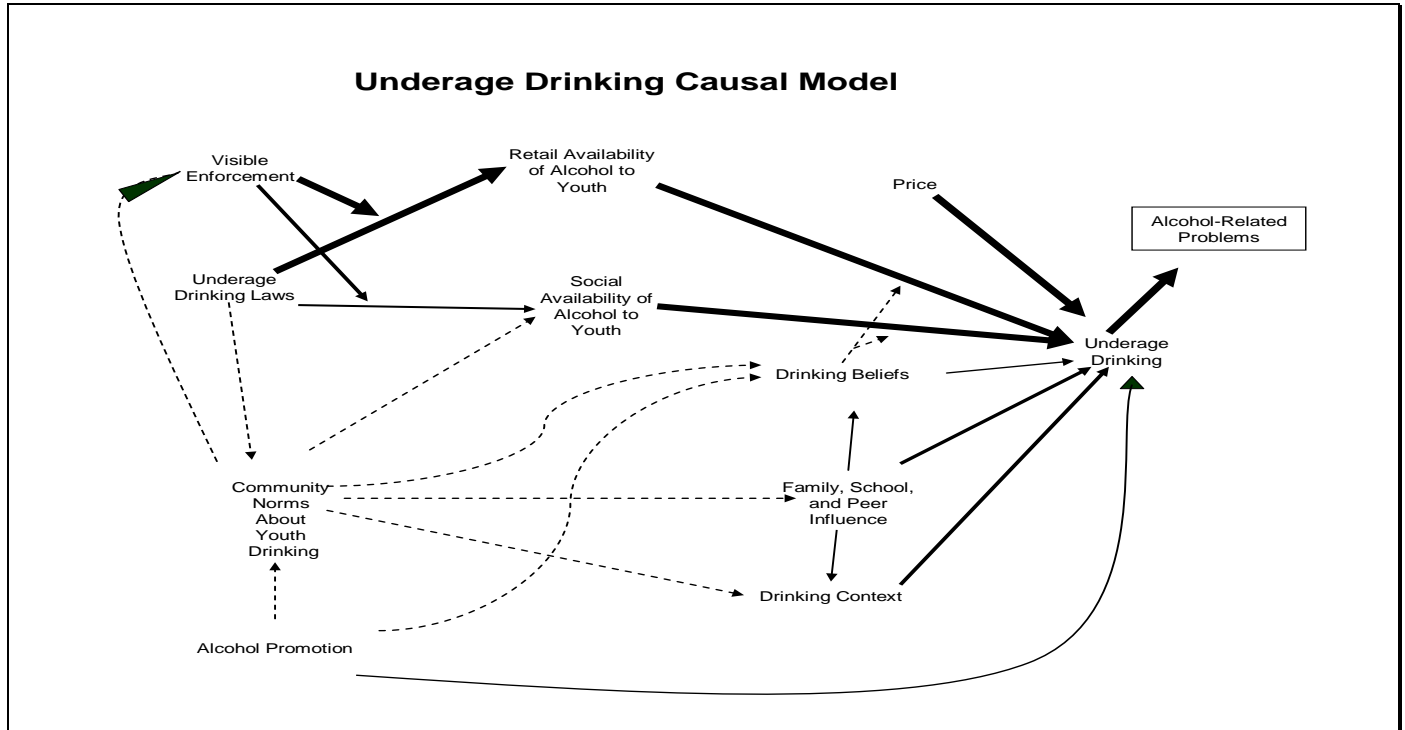 Underage Drinking Causal Model
Visible
Enforcement
Retail Availability
of Alcohol to
Youth
Price
Alcohol-Related
Problems
Underage
Drinking Laws
Social
Availability of
Alcohol to
Youth
Underage
Drinking
Drinking Beliefs
Community
Norms
About
Youth
Drinking
Family, School,
and Peer
Influence
Drinking Context
Alcohol Promotion